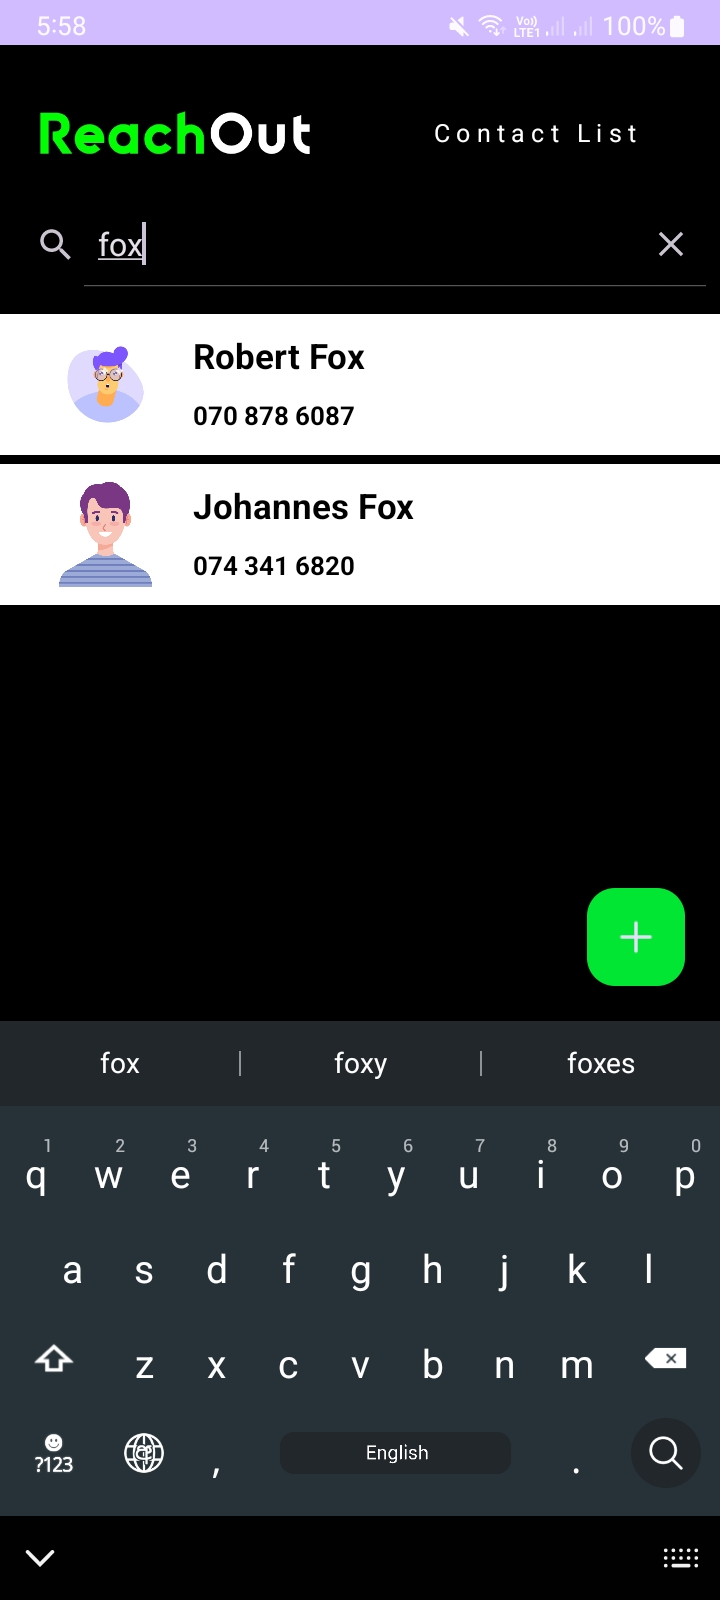 5:58 Vo)) LTE1 100%
ReachOut Contact List
fox
Robert Fox
070 878 6087
Johannes Fox
074 341 6820
fox foxy foxes
1 2 3 4 5 6 7 8 9 0
q w e r t y u i o p
a s d f g h j k l
z x c v b n m
?123 , English .